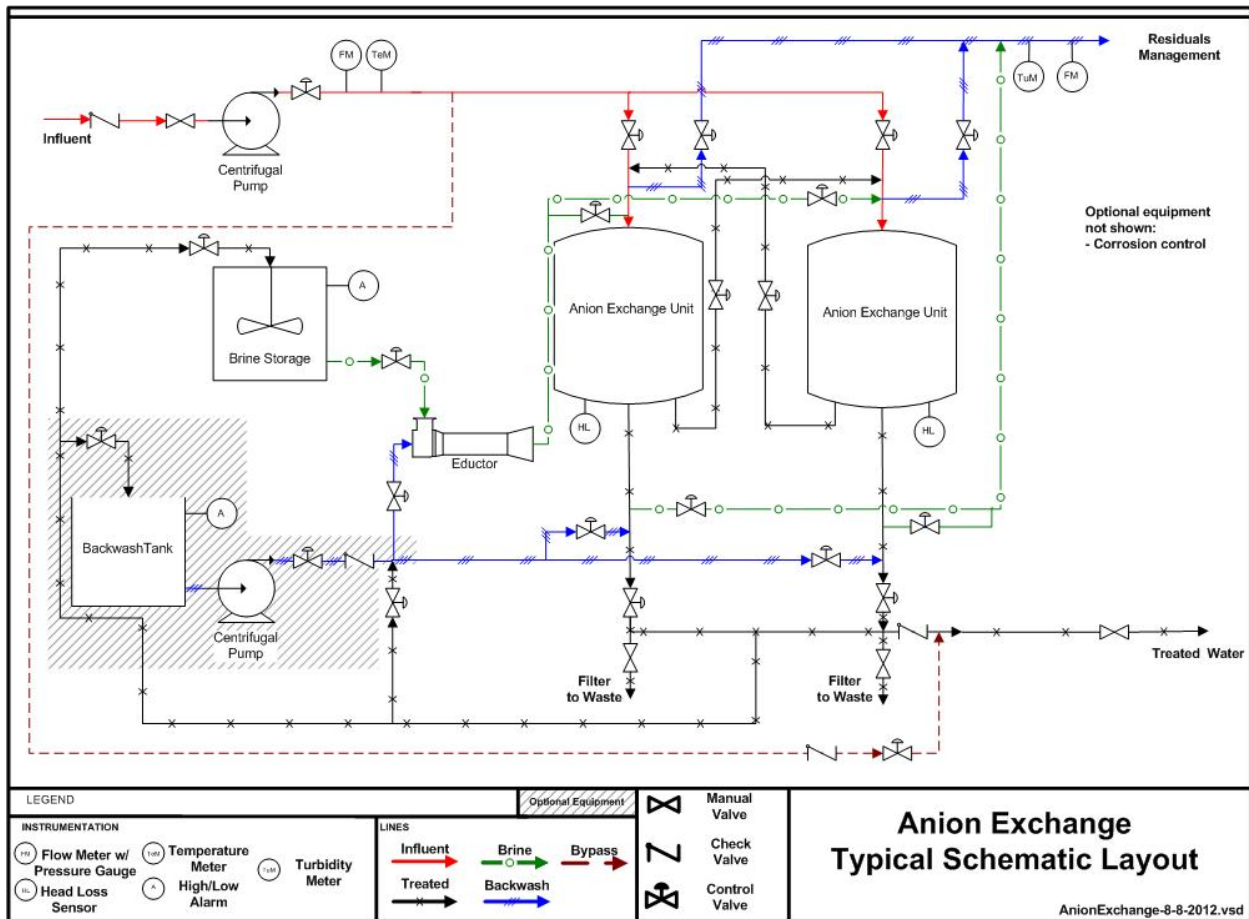 FM
TeM
Residuals
Management
TuM
FM
Influent
Centrifugal
Pump
Optional equipment
not shown:
- Corrosion control
A
Brine Storage
Anion Exchange Unit
Anion Exchange Unit
HL
HL
Eductor
A
BackwashTank
Centrifugal
Pump
Filter
to Waste
Filter
to Waste
Treated Water
LEGEND
Optional Equipment
INSTRUMENTATION
FM
Flow Meter w/
Pressure Gauge
TeM
Temperature
Meter
TuM
Turbidity
Meter
HL
Head Loss
Sensor
A
High/Low
Alarm
LINES
Influent
Brine
Bypass
Treated
Backwash
Manual
Valve
Check
Valve
Control
Valve
Anion Exchange
Typical Schematic Layout
AnionExchange-8-8-2012.vsd